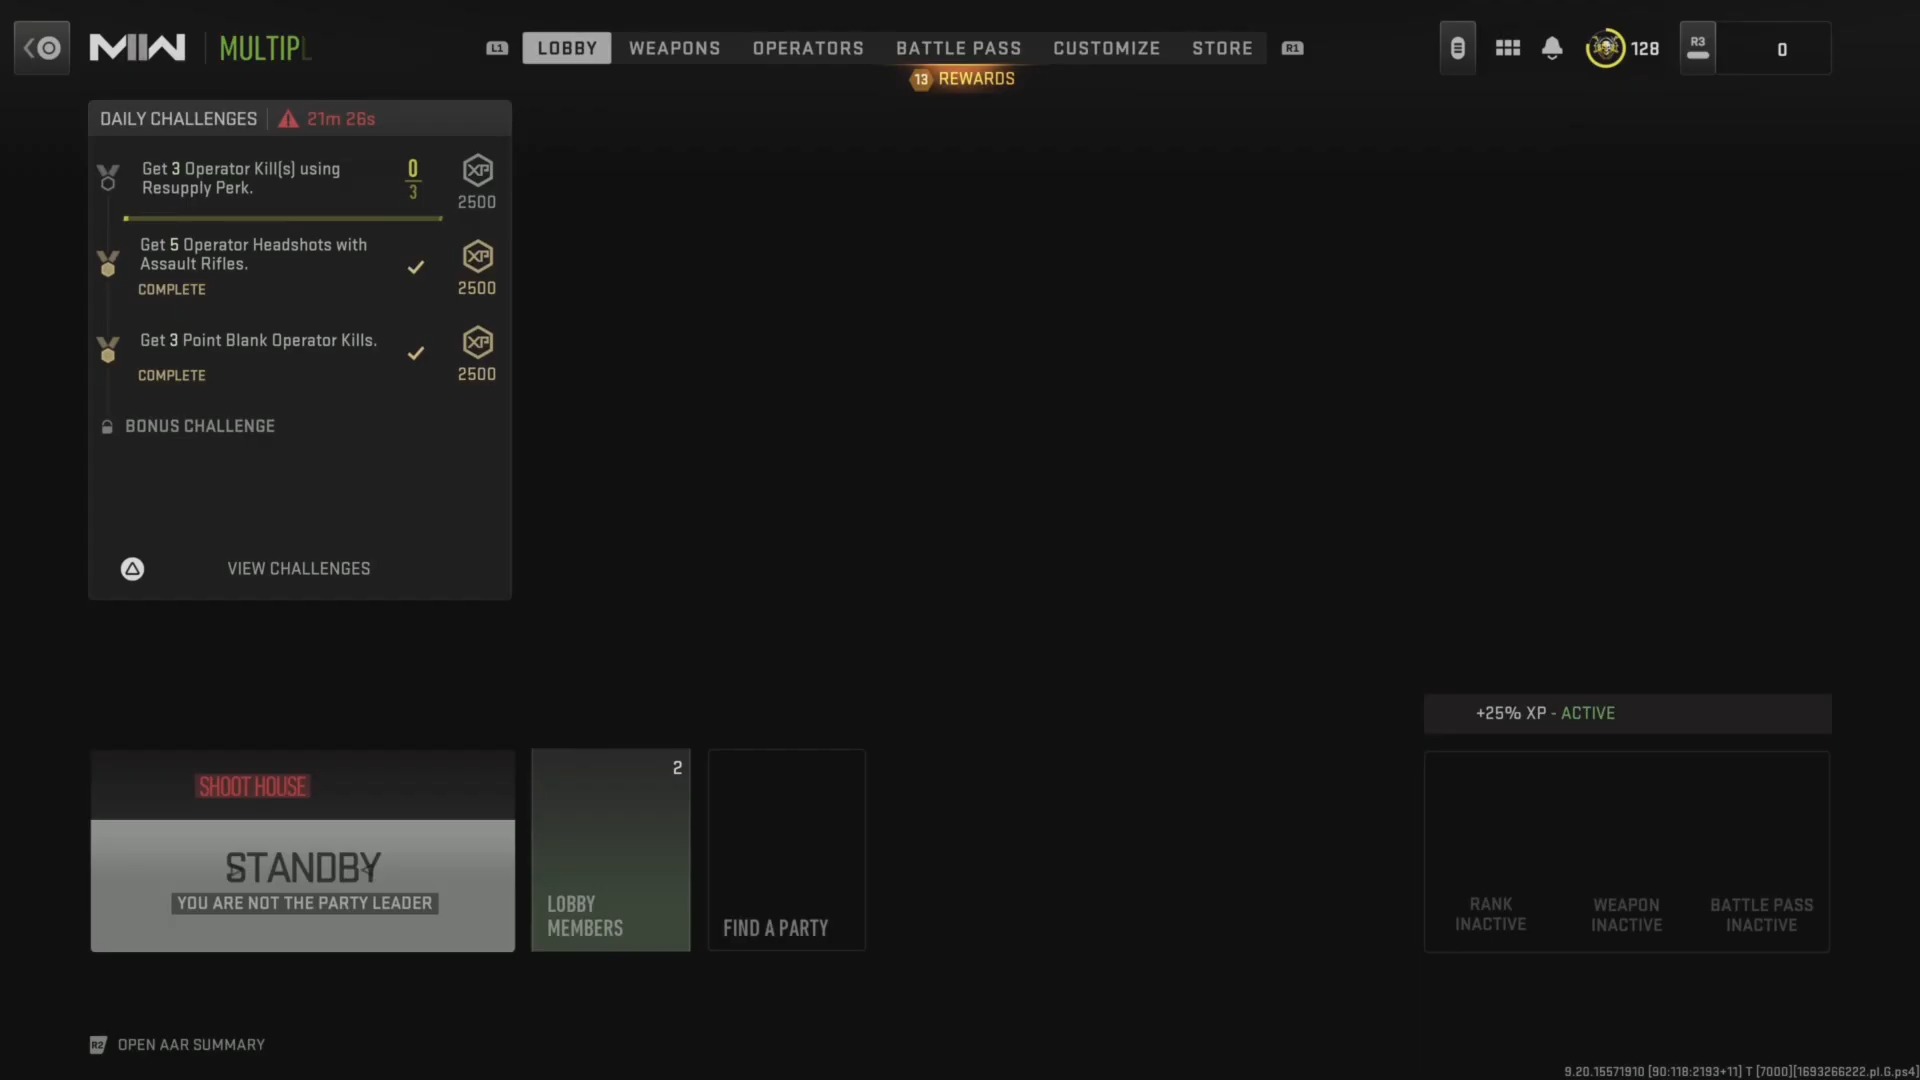 MWII MULTIPL
L1 LOBBY WEAPONS OPERATORS BATTLE PASS CUSTOMIZE STORE R1
13 REWARDS
128
R3
0
DAILY CHALLENGES 21m 26s
Get 3 Operator Kill(s) using
Resupply Perk.
0
3
XP
2500
Get 5 Operator Headshots with
Assault Rifles.
COMPLETE
XP
2500
Get 3 Point Blank Operator Kills.
COMPLETE
XP
2500
BONUS CHALLENGE
VIEW CHALLENGES
+25% XP - ACTIVE
SHOOT HOUSE
STANDBY
YOU ARE NOT THE PARTY LEADER
2
LOBBY
MEMBERS
FIND A PARTY
RANK
INACTIVE
WEAPON
INACTIVE
BATTLE PASS
INACTIVE
R2 OPEN AAR SUMMARY
9.20.15571910 [90:118:2193+11] T [7000][1693266222.pl.G.ps4]